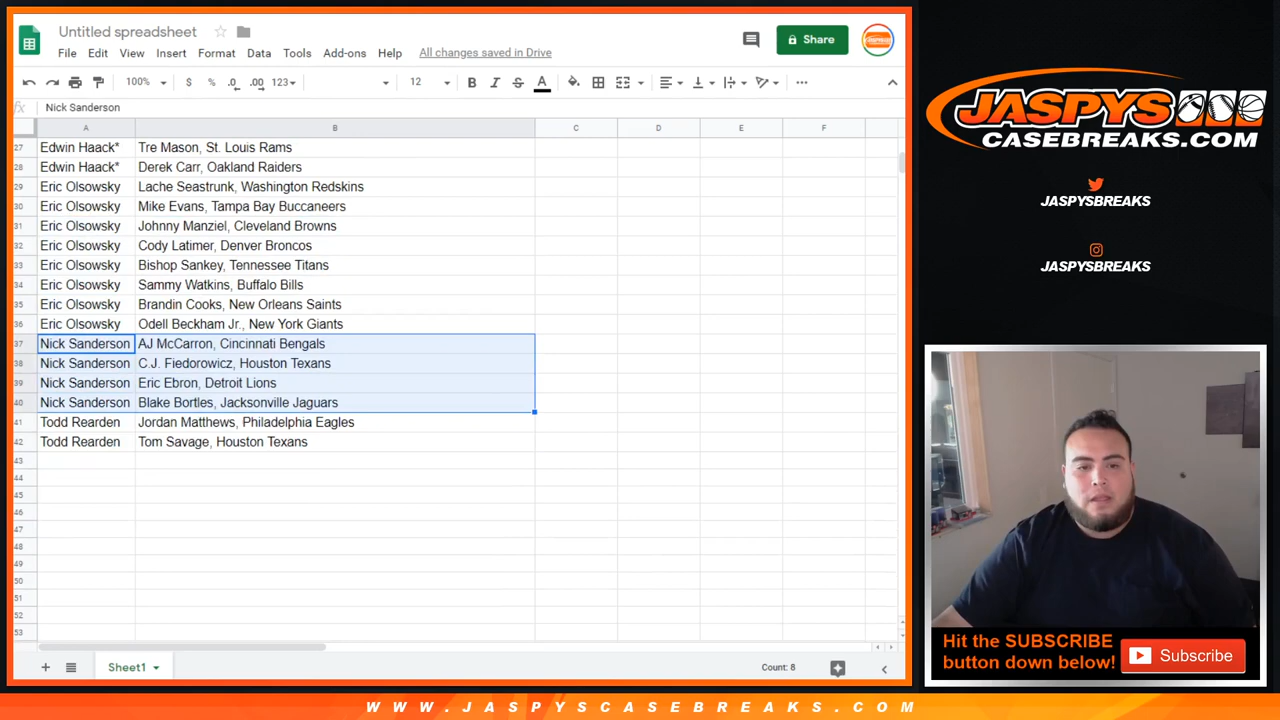 Untitled spreadsheet
File Edit View Insert Format Data Tools Add-ons Help All changes saved in Drive
Share
100% $ % .0 .00 123 12 B I S A
fx Nick Sanderson
A B C D E F
27 Edwin Haack* Tre Mason, St. Louis Rams
28 Edwin Haack* Derek Carr, Oakland Raiders
29 Eric Olsowsky Lache Seastrunk, Washington Redskins
30 Eric Olsowsky Mike Evans, Tampa Bay Buccaneers
31 Eric Olsowsky Johnny Manziel, Cleveland Browns
32 Eric Olsowsky Cody Latimer, Denver Broncos
33 Eric Olsowsky Bishop Sankey, Tennessee Titans
34 Eric Olsowsky Sammy Watkins, Buffalo Bills
35 Eric Olsowsky Brandin Cooks, New Orleans Saints
36 Eric Olsowsky Odell Beckham Jr., New York Giants
37 Nick Sanderson AJ McCarron, Cincinnati Bengals
38 Nick Sanderson C.J. Fiedorowicz, Houston Texans
39 Nick Sanderson Eric Ebron, Detroit Lions
40 Nick Sanderson Blake Bortles, Jacksonville Jaguars
41 Todd Rearden Jordan Matthews, Philadelphia Eagles
42 Todd Rearden Tom Savage, Houston Texans
43
44
45
46
47
48
49
50
51
52
53
Sheet1
Count: 8
JASPYS
CASEBREAKS.COM
JASPYSBREAKS
JASPYSBREAKS
Hit the SUBSCRIBE
button down below!
Subscribe
WWW.JASPYSCASEBREAKS.COM